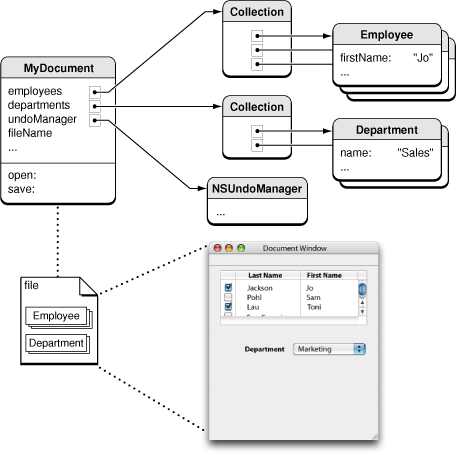 Collection
Employee
firstName: "Jo"
...
MyDocument
employees
departments
undoManager
fileName
...
open:
save:
Collection
Department
name: "Sales"
...
NSUndoManager
...
file
Employee
Department
Document Window
Last Name First Name
Jackson Jo
Pohl Sam
Lau Toni
Department Marketing